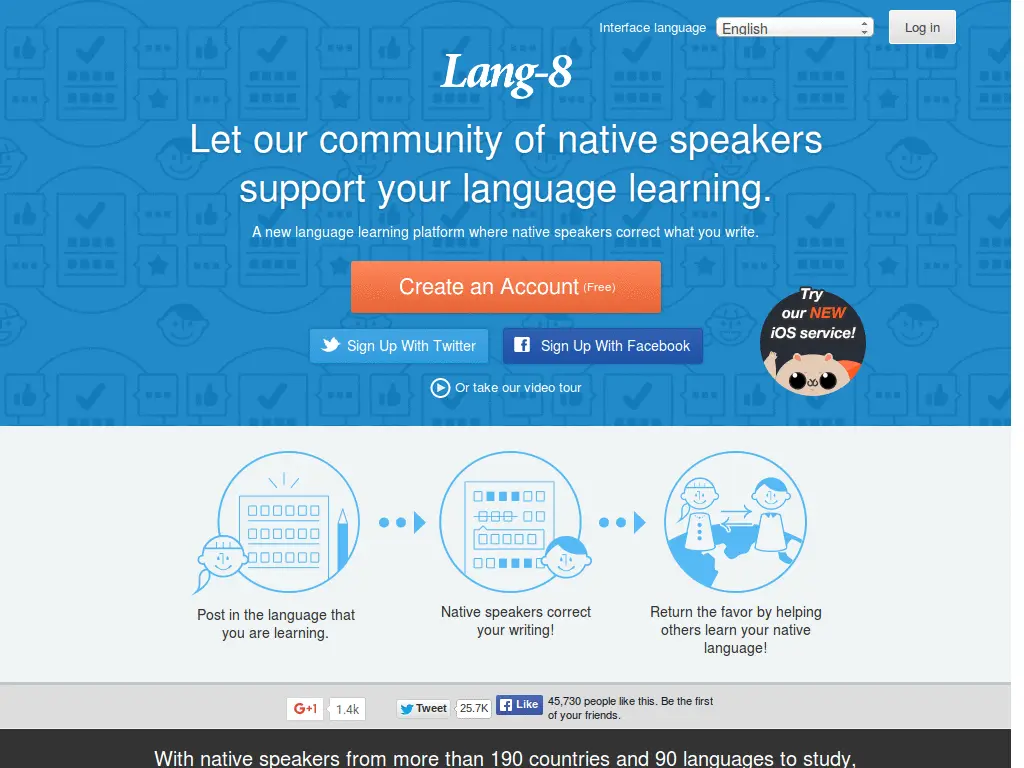 Interface language
English
Log in
Lang-8
Let our community of native speakers
support your language learning.
A new language learning platform where native speakers correct what you write.
Create an Account (Free)
Sign Up With Twitter
Sign Up With Facebook
Or take our video tour
Try
our NEW
iOS service!
Post in the language that
you are learning.
Native speakers correct
your writing!
Return the favor by helping
others learn your native
language!
G+1
1.4k
Tweet
25.7K
Like
45,730 people like this. Be the first
of your friends.
With native speakers from more than 190 countries and 90 languages to study,